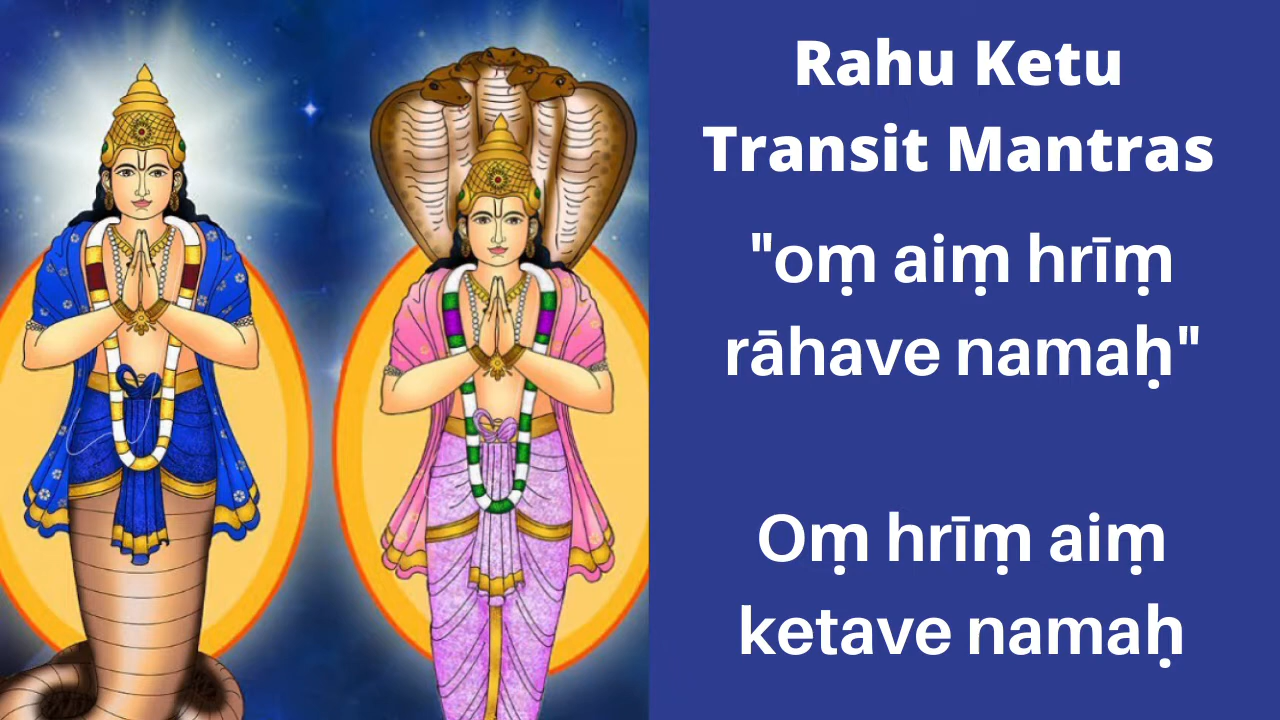 Rahu Ketu
Transit Mantras
"oṃ aiṃ hrīṃ
rāhave namaḥ"
Oṃ hrīṃ aiṃ
ketave namaḥ